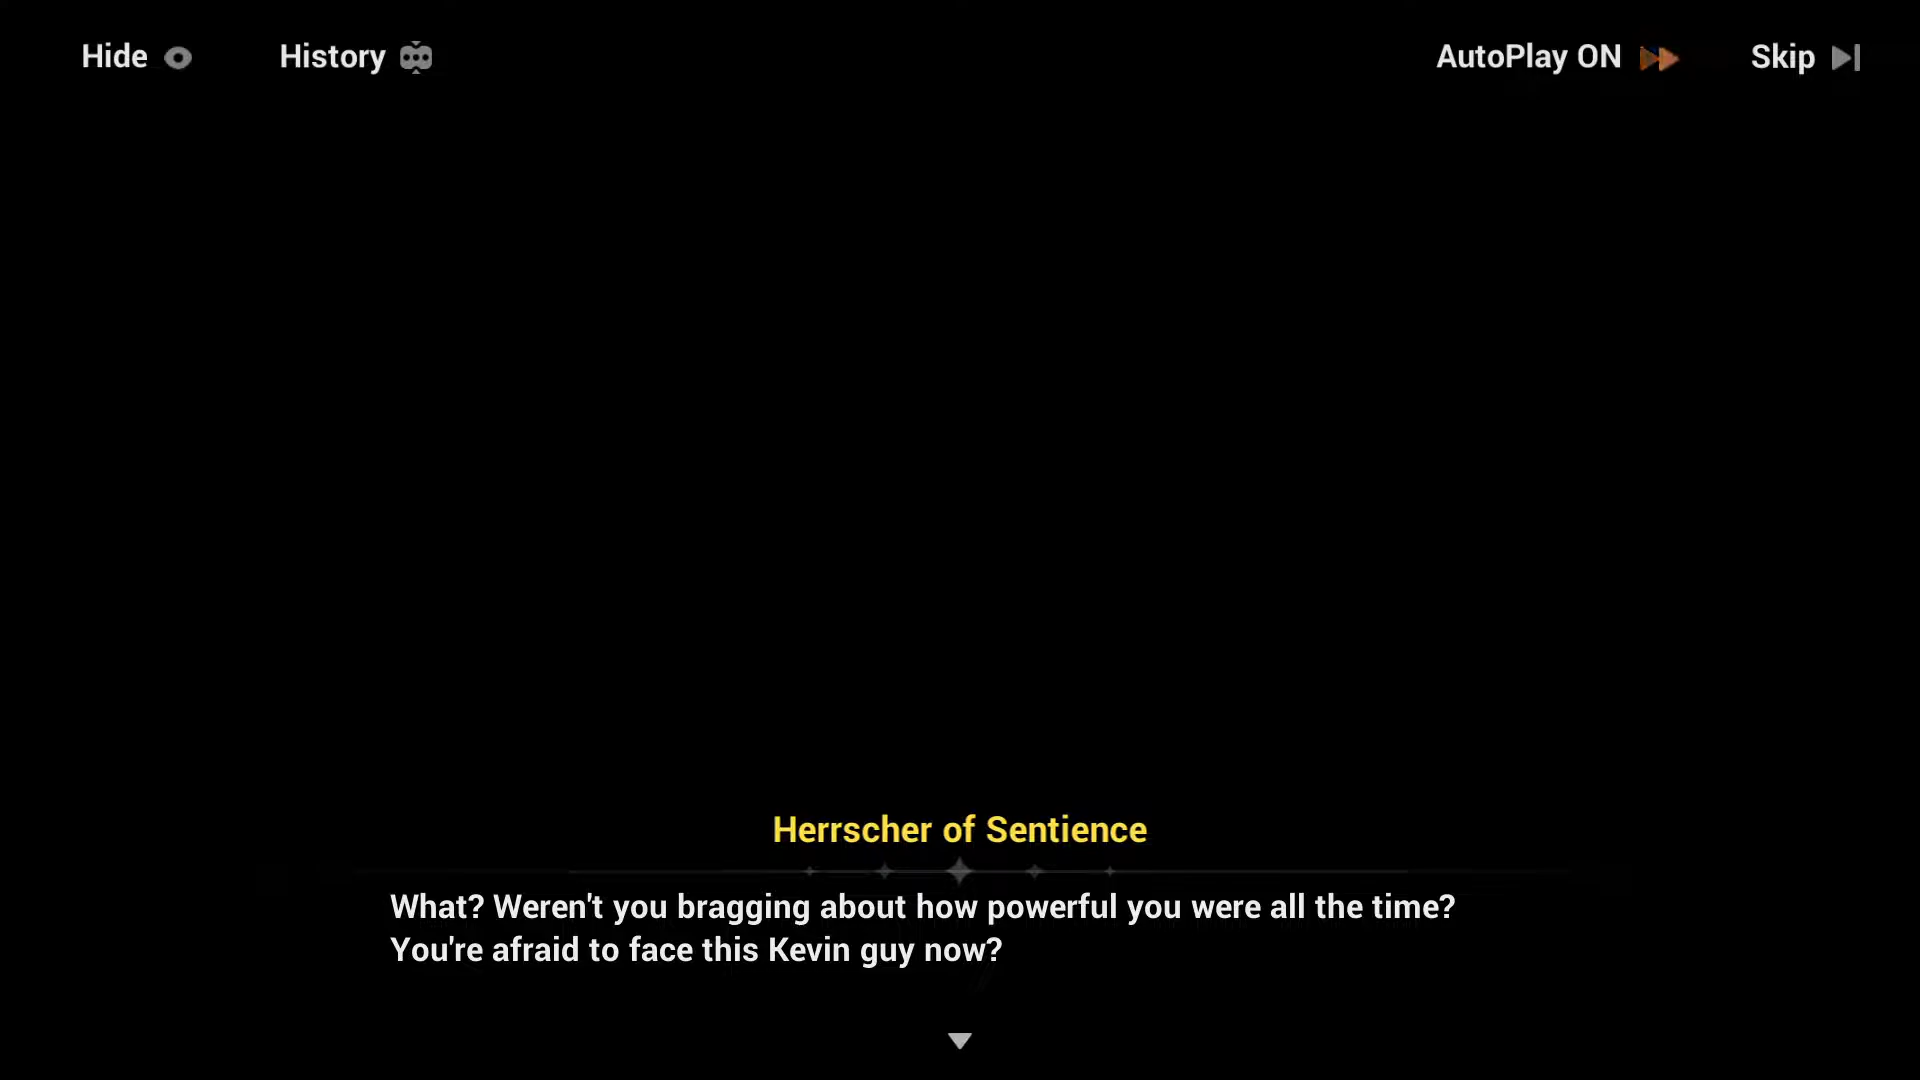 Hide
History
AutoPlay ON
Skip
Herrscher of Sentience
What? Weren't you bragging about how powerful you were all the time?
You're afraid to face this Kevin guy now?